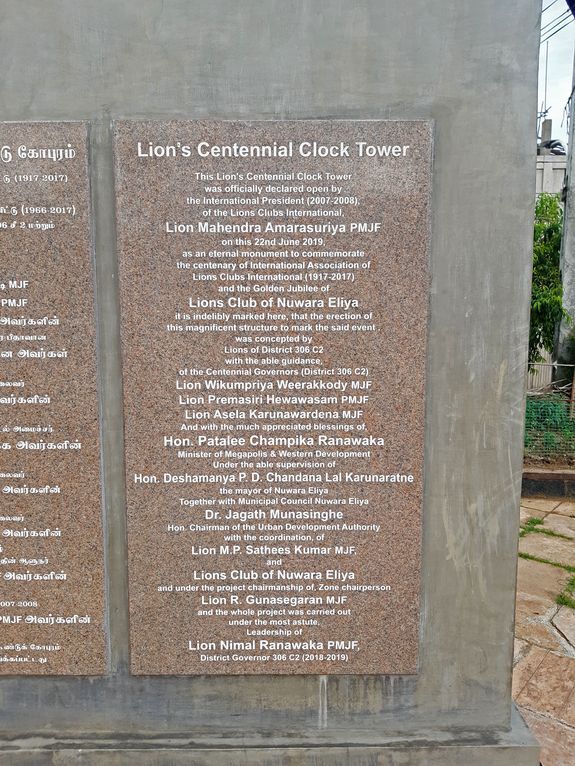 டு கோபுரம்
டு (1917-2017)
ட்டு (1966-2017)
06 சீ 2 மற்றும்
டி MJF
PMJF
அவர்களின்
ன அவர்கள்
லைவர்
அவர்களின்
டல் அமைச்சர்
க்க அவர்களின்
லைவர்
அவர்களின்
லைவர்
அவர்களின்
தின் ஆளுநர்
அவர்களின்
2007-2008
PMJF அவர்களின்
Lion's Centennial Clock Tower
This Lion's Centennial Clock Tower
was officially declared open by
the International President (2007-2008),
of the Lions Clubs International,
Lion Mahendra Amarasuriya PMJF
on this 22nd June 2019,
as an eternal monument to commemorate
the centenary of International Association of
Lions Clubs International (1917-2017)
and the Golden Jubilee of
Lions Club of Nuwara Eliya
it is indelibly marked here, that the erection of
this magnificent structure to mark the said event ,
was concepted by
Lions of District 306 C2
with the able guidance,
of the Centennial Governors (District 306 C2)
Lion Wikumpriya Weerakkody MJF
Lion Premasiri Hewawasam PMJF
Lion Asela Karunawardena MJF
And with the much appreciated blessings of,
Hon. Patalee Champika Ranawaka
Minister of Megapolis & Western Development
Under the able supervision of
Hon. Deshamanya P. D. Chandana Lal Karunaratne
the mayor of Nuwara Eliya
Together with Municipal Council Nuwara Eliya
Dr. Jagath Munasinghe
Hon. Chairman of the Urban Development Authority
with the coordination, of
Lion M.P. Sathees Kumar MJF,
and
Lions Club of Nuwara Eliya
and under the project chairmanship of, Zone chairperson
Lion R. Gunasegaran MJF
and the whole project was carried out
under the most astute,
Leadership of
Lion Nimal Ranawaka PMJF,
District Governor 306 C2 (2018-2019)